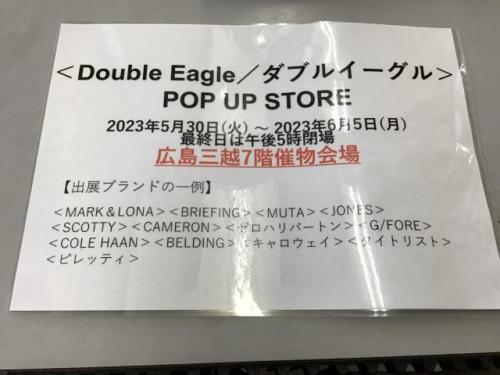 ＜Double Eagle／ダブルイーグル＞
POP UP STORE
2023年5月30日(火) ～ 2023年6月5日(月)
最終日は午後5時閉場
広島三越7階催物会場
【出展ブランドの一例】
＜MARK＆LONA＞＜BRIEFING＞＜MUTA＞＜JONES＞
＜SCOTTY＞＜CAMERON＞＜ゼロハリバートン＞＜G/FORE＞
＜COLE HAAN＞＜BELDING＞＜キャロウェイ＞＜タイトリスト＞
＜ピレッティ＞